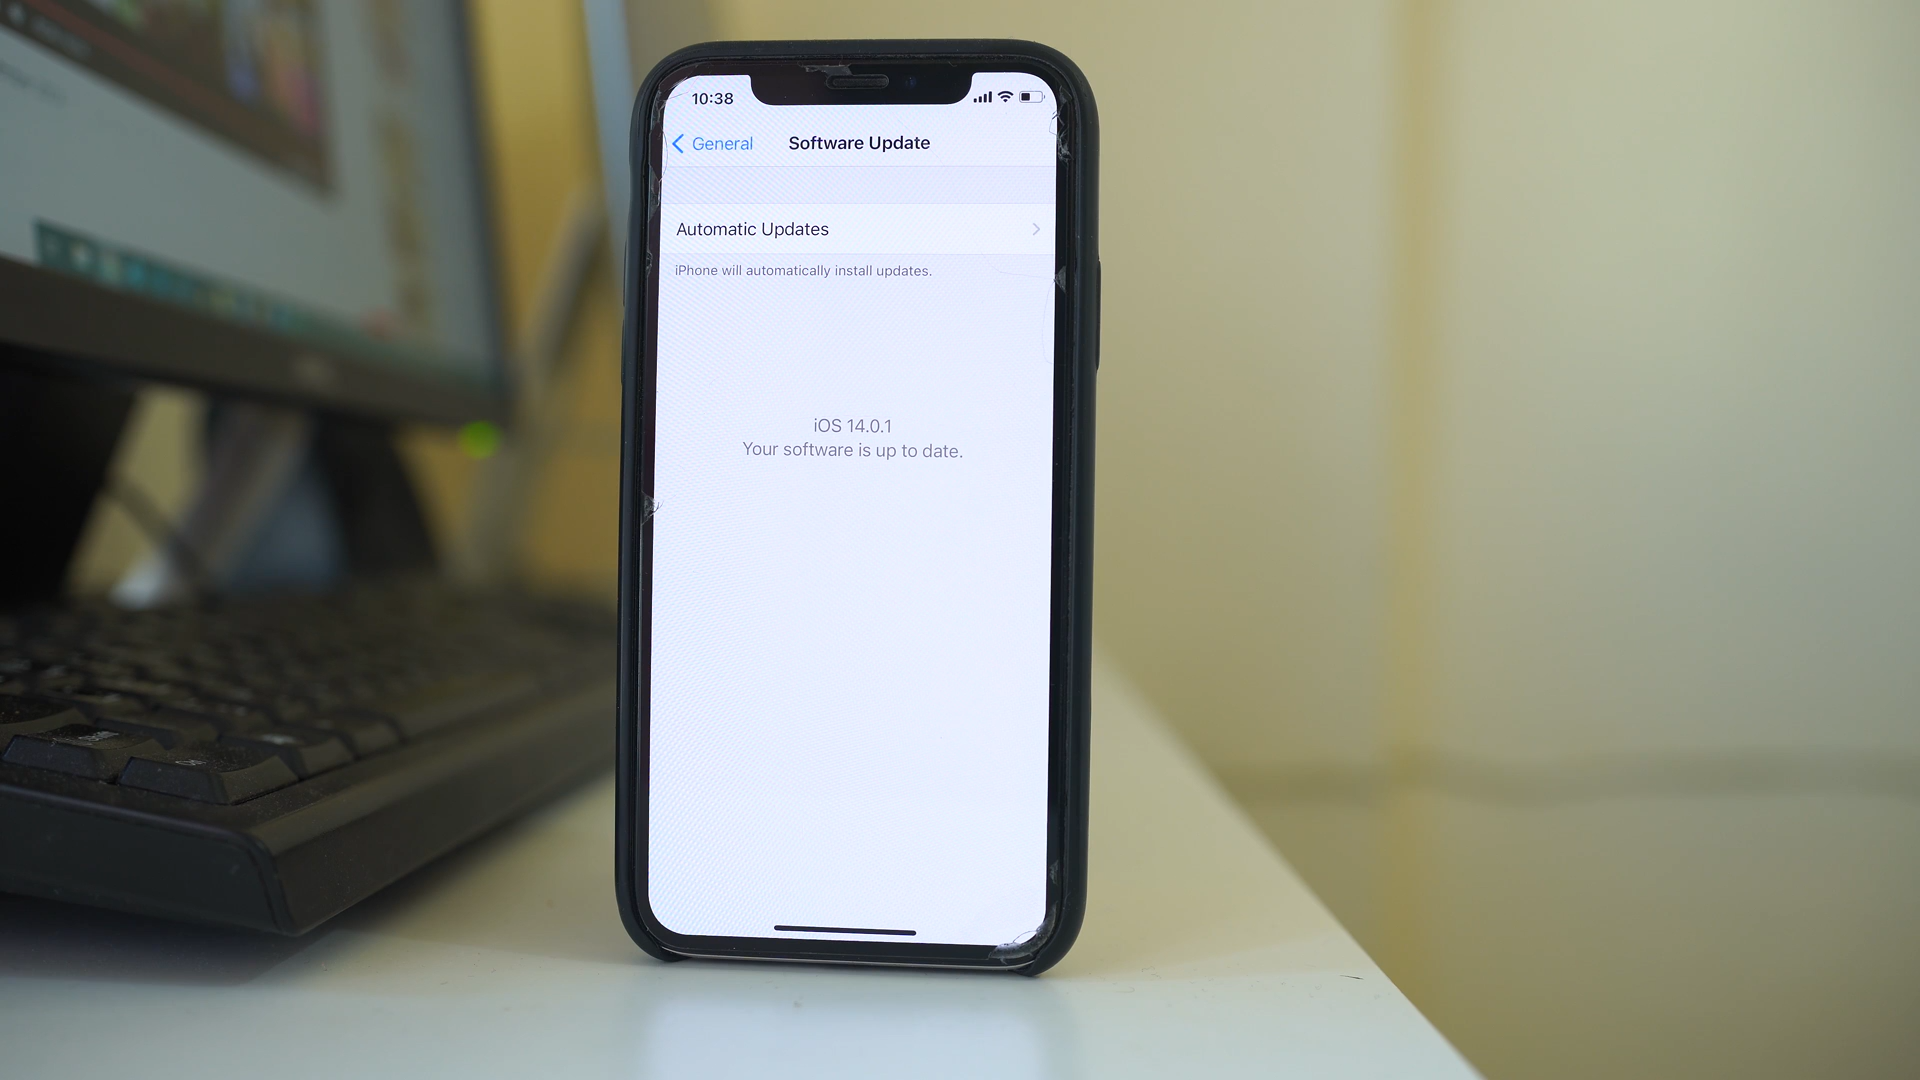 10:38
General
Software Update
Automatic Updates
iPhone will automatically install updates.
iOS 14.0.1
Your software is up to date.